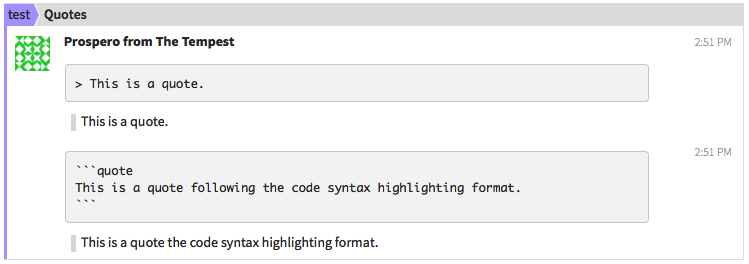 test Quotes
Prospero from The Tempest 2:51 PM
> This is a quote.
This is a quote.
2:51 PM
```quote
This is a quote following the code syntax highlighting format.
```
This is a quote the code syntax highlighting format.